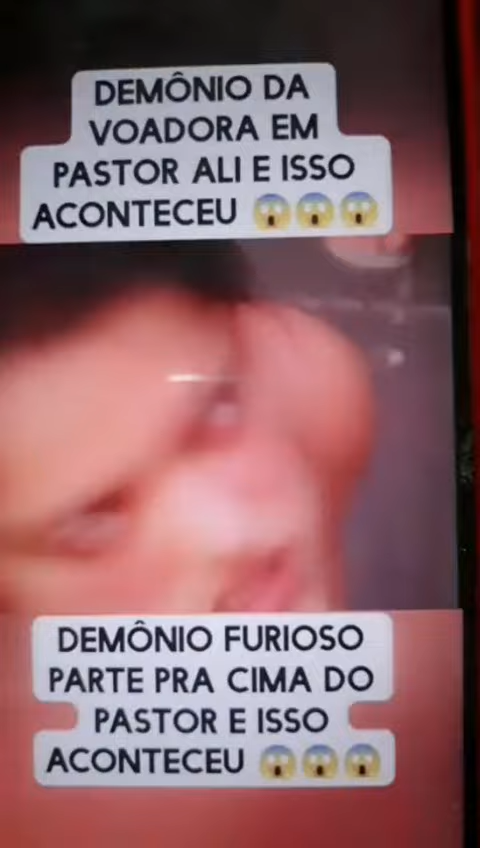 DEMÔNIO DA
VOADORA EM
PASTOR ALI E ISSO
ACONTECEU 😱😱😱
DEMÔNIO FURIOSO
PARTE PRA CIMA DO
PASTOR E ISSO
ACONTECEU 😱😱😱